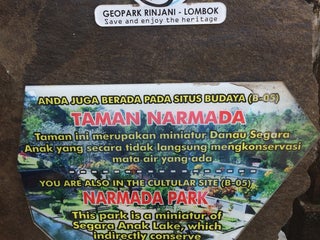 GEOPARK RINJANI - LOMBOK
Save and enjoy the heritage
ANDA JUGA BERADA PADA SITUS BUDAYA (B-05)
TAMAN NARMADA
Taman ini merupakan miniatur Danau Segara
Anak yang secara tidak langsung mengkonservasi
mata air yang ada
YOU ARE ALSO IN THE CULTULAR SITE (B-05)
NARMADA PARK
This park is a miniature of
Segara Anak Lake, which
indirectly conserve